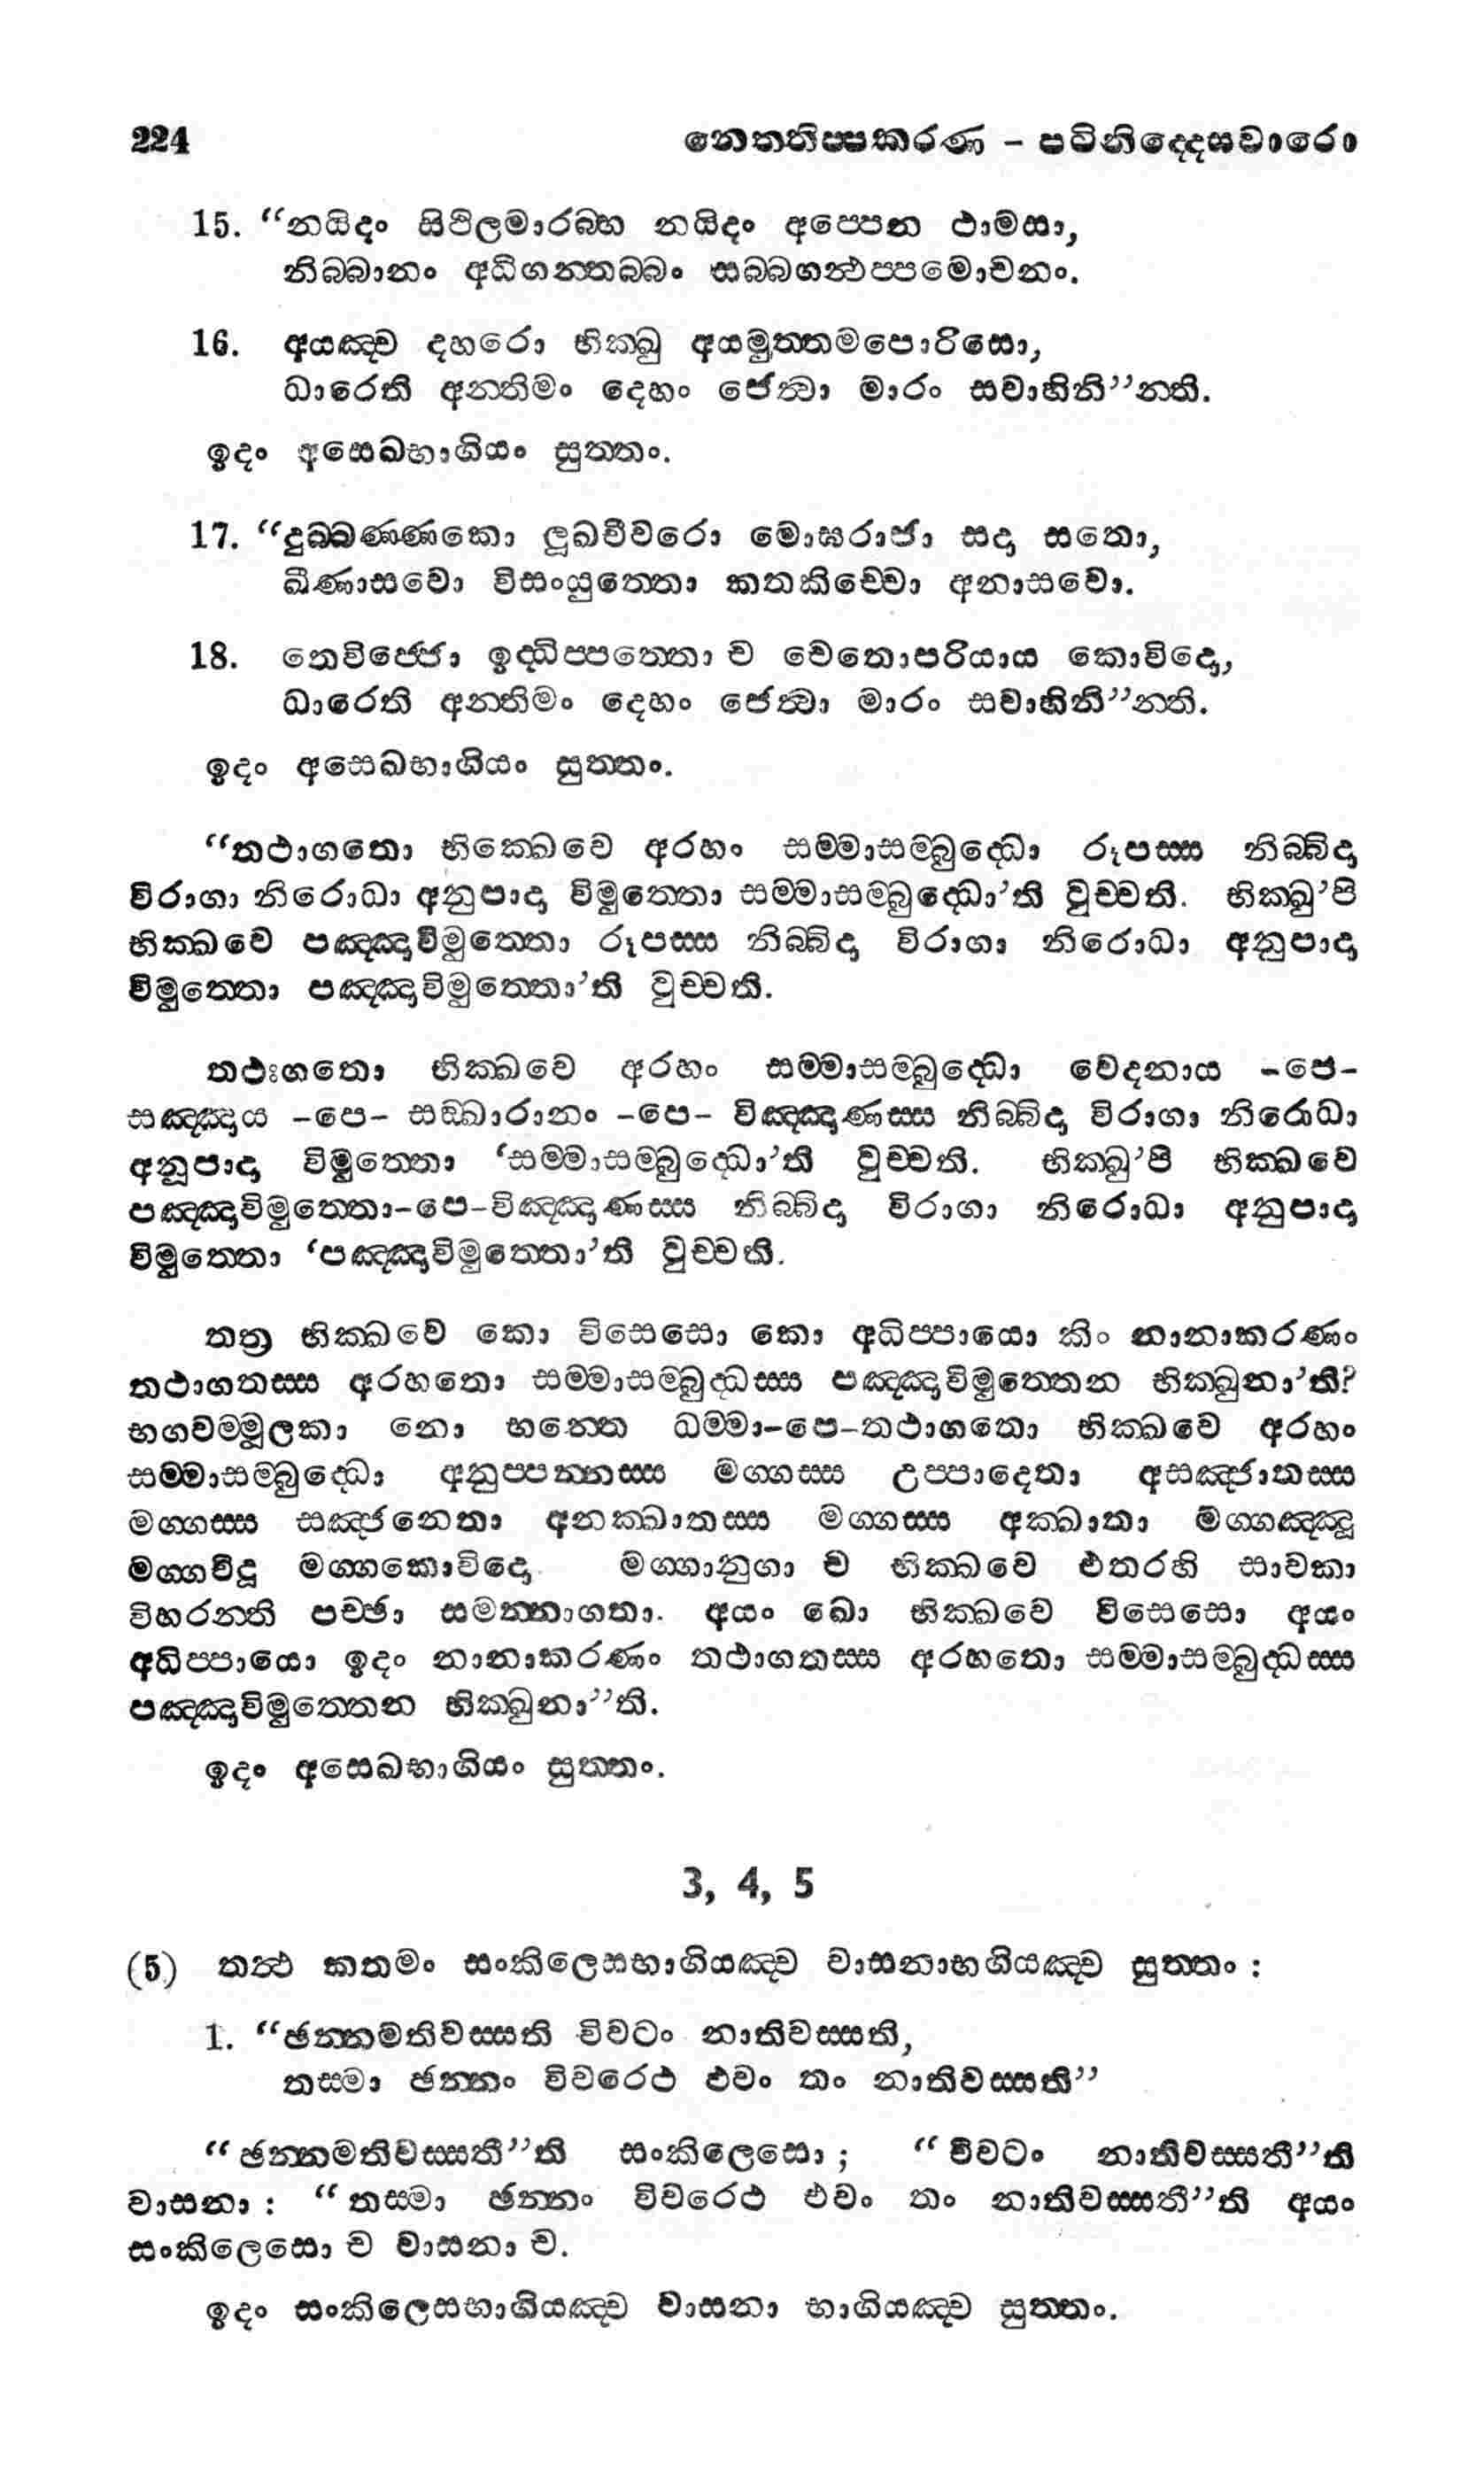 224 නෙත්තිප්පකරණ – පටිනිද්දෙසවාරො
15. “නයිදං සිථිලමාරබ්භ නයිදං අප්පෙන ථාමසා,
නිබ්බානං අධිගන්තබ්බං සබ්බගන්ථප්පමොචනං.
16. අයඤ්ච දහරො භික්ඛු අයමුත්තමපොරිසො,
ධාරෙති අන්තිමං දෙහං ජෙත්වා මාරං සවාහිනි”න්ති.
ඉදං අසෙඛභාගියං සුත්තං.
17. “දුබ්බණ්ණකො ලූඛචීවරො මොඝරාජා සදා සතො,
ඛීණාසවො විසංයුත්තො කතකිච්චො අනාසවො.
18. තෙවිජ්ජො ඉද්ධිප්පත්තො ච චෙතොපරියාය කොවිදො,
ධාරෙති අන්තිමං දෙහං ජෙත්වා මාරං සවාහිනි”න්ති.
ඉදං අසෙඛභාගියං සුත්තං.
“තථාගතො භික්ඛෙවෙ අරහං සම්මාසම්බුද්ධො රූපස්ස නිබ්බිදා
විරාගා නිරොධා අනුපාදා විමුත්තො සම්මාසම්බුද්ධො’ති වුච්චති. භික්ඛු’පි
භික්ඛවෙ පඤ්ඤාවිමුත්තො රූපස්ස නිබ්බිදා විරාගා නිරොධා අනුපාදා
විමුත්තො පඤ්ඤාවිමුත්තො’ති වුච්චති.
තථාගතො භික්ඛවෙ අරහං සම්මාසම්බුද්ධො වෙදනාය –පෙ–
සඤ්ඤාය –පෙ– සඞ්ඛාරානං –පෙ– විඤ්ඤාණස්ස නිබ්බිදා විරාගා නිරොධා
අනූපාදා විමුත්තො ‘සම්මාසම්බුද්ධො’ති වුච්චති. භික්ඛු’පි භික්ඛවෙ
පඤ්ඤාවිමුත්තො–පෙ–විඤ්ඤාණස්ස නිබ්බිදා විරාගා නිරොධා අනුපාදා
විමුත්තො ‘පඤ්ඤාවිමුත්තො’ති වුච්චති.
තත්‍ර භික්ඛවෙ කො විසෙසො කො අධිප්පායො කිං නානාකරණං
තථාගතස්ස අරහතො සම්මාසම්බුද්ධස්ස පඤ්ඤාවිමුත්තෙන භික්ඛුනා’ති?
භගවම්මූලකා නො භන්තෙ ධම්මා–පෙ–තථාගතො භික්ඛවෙ අරහං
සම්මාසම්බුද්ධො අනුප්පන්නස්ස මග්ගස්ස උප්පාදෙතා අසඤ්ජාතස්ස
මග්ගස්ස සඤ්ජනෙතා අනක්ඛාතස්ස මග්ගස්ස අක්ඛාතා මග්ගඤ්ඤූ
මග්ගවිදූ මග්ගකොවිදො. මග්ගානුගා ච භික්ඛවෙ එතරහි සාවකා
විහරන්ති පච්ඡා සමන්නාගතා. අයං ඛො භික්ඛවෙ විසෙසො අයං
අධිප්පායො ඉදං නානාකරණං තථාගතස්ස අරහතො සම්මාසම්බුද්ධස්ස
පඤ්ඤාවිමුත්තෙන භික්ඛුනා”ති.
ඉදං අසෙඛභාගියං සුත්තං.
3, 4, 5
(5) තත්ථ කතමං සංකිලෙසභාගියඤ්ච වාසනාභගියඤ්ච සුත්තං :
1. “ඡන්නමතිවස්සති විවටං නාතිවස්සති,
තස්මා ඡන්නං විවරෙථ එවං තං නාතිවස්සති”
“ඡන්නමතිවස්සතී”ති සංකිලෙසො ; “විවටං නාතිවස්සතී”ති
වාසනා : “තස්මා ඡන්නං විවරෙථ එවං තං නාතිවස්සතී”ති අයං
සංකිලෙසො ච වාසනා ච.
ඉදං සංකිලෙසභාගියඤ්ච වාසනා භාගියඤ්ච සුත්තං.